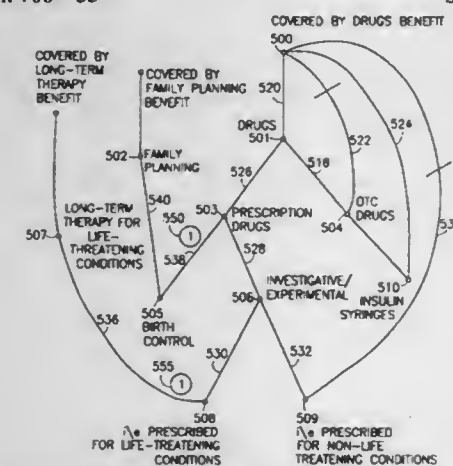 COVERED BY DRUGS BENEFIT
500
COVERED BY
LONG-TERM
THERAPY
BENEFIT
COVERED BY
FAMILY PLANNING
BENEFIT
520
524
DRUGS
501
522
502
FAMILY
PLANNING
526
518
540
LONG-TERM
THERAPY FOR
LIFE-
THREATENING
CONDITIONS
550
1
503
PRESCRIPTION
DRUGS
OTC
DRUGS
504
507
538
528
510
INSULIN
SYRINGES
INVESTIGATIVE/
EXPERIMENTAL
506
505
BIRTH
CONTROL
536
530
532
555
1
508
509
i\e PRESCRIBED
FOR LIFE-TREATENING
CONDITIONS
i\e PRESCRIBED
FOR NON-LIFE
TREATENING CONDITIONS